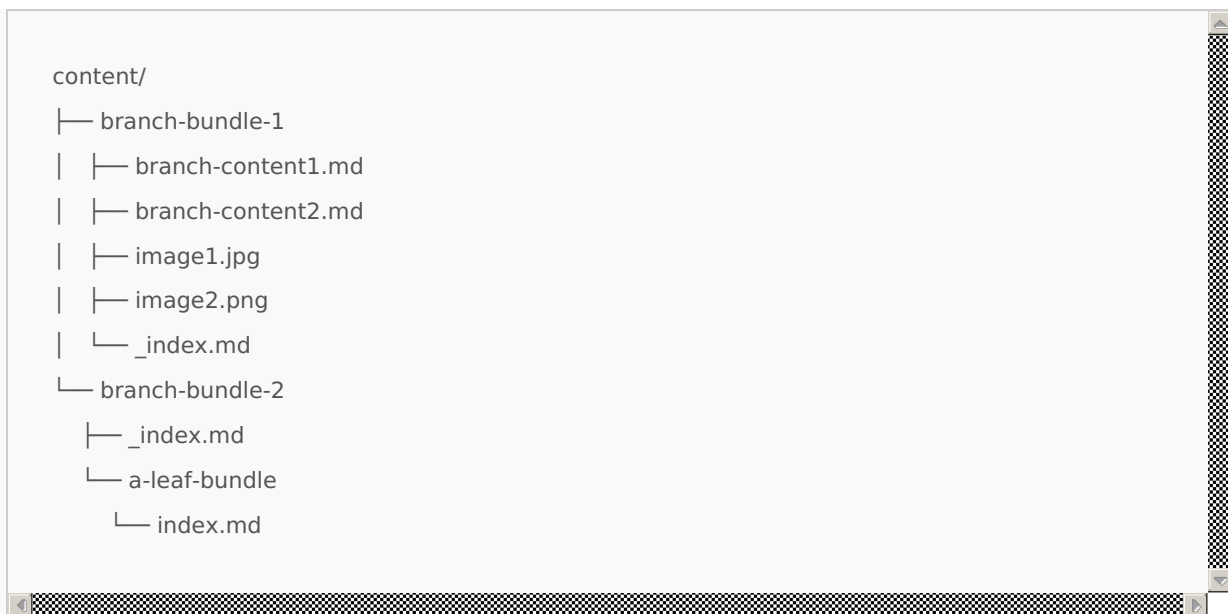 content/
├── branch-bundle-1
│   ├── branch-content1.md
│   ├── branch-content2.md
│   ├── image1.jpg
│   ├── image2.png
│   └── _index.md
└── branch-bundle-2
    ├── _index.md
    └── a-leaf-bundle
        └── index.md